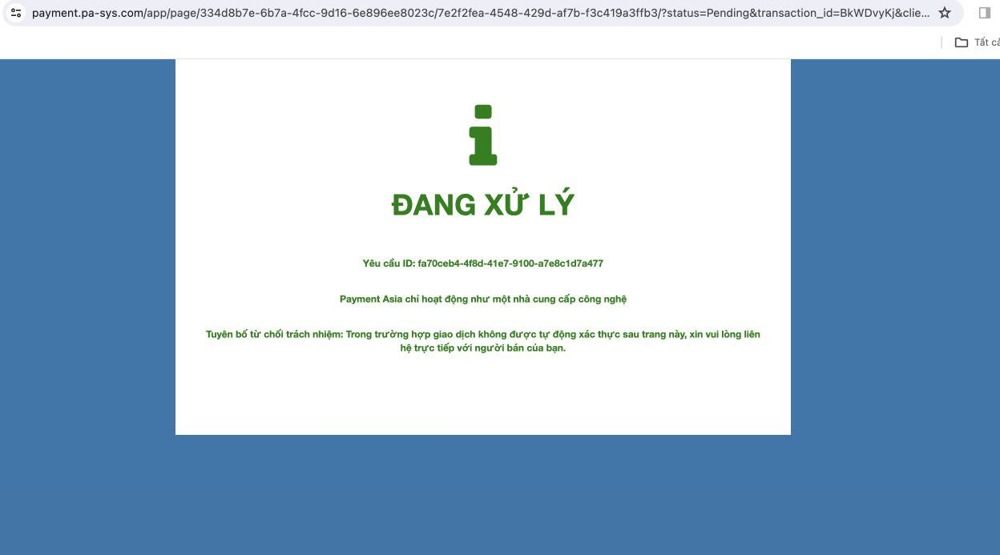 payment.pa-sys.com/app/page/334d8b7e-6b7a-4fcc-9d16-6e896ee8023c/7e2f2fea-4548-429d-af7b-f3c419a3ffb3/?status=Pending&transaction_id=BkWDvyKj&clie...
Tất cả
ĐANG XỬ LÝ
Yêu cầu ID: fa70ceb4-4f8d-41e7-9100-a7e8c1d7a477
Payment Asia chỉ hoạt động như một nhà cung cấp công nghệ
Tuyên bố từ chối trách nhiệm: Trong trường hợp giao dịch không được tự động xác thực sau trang này, xin vui lòng liên
hệ trực tiếp với người bán của bạn.